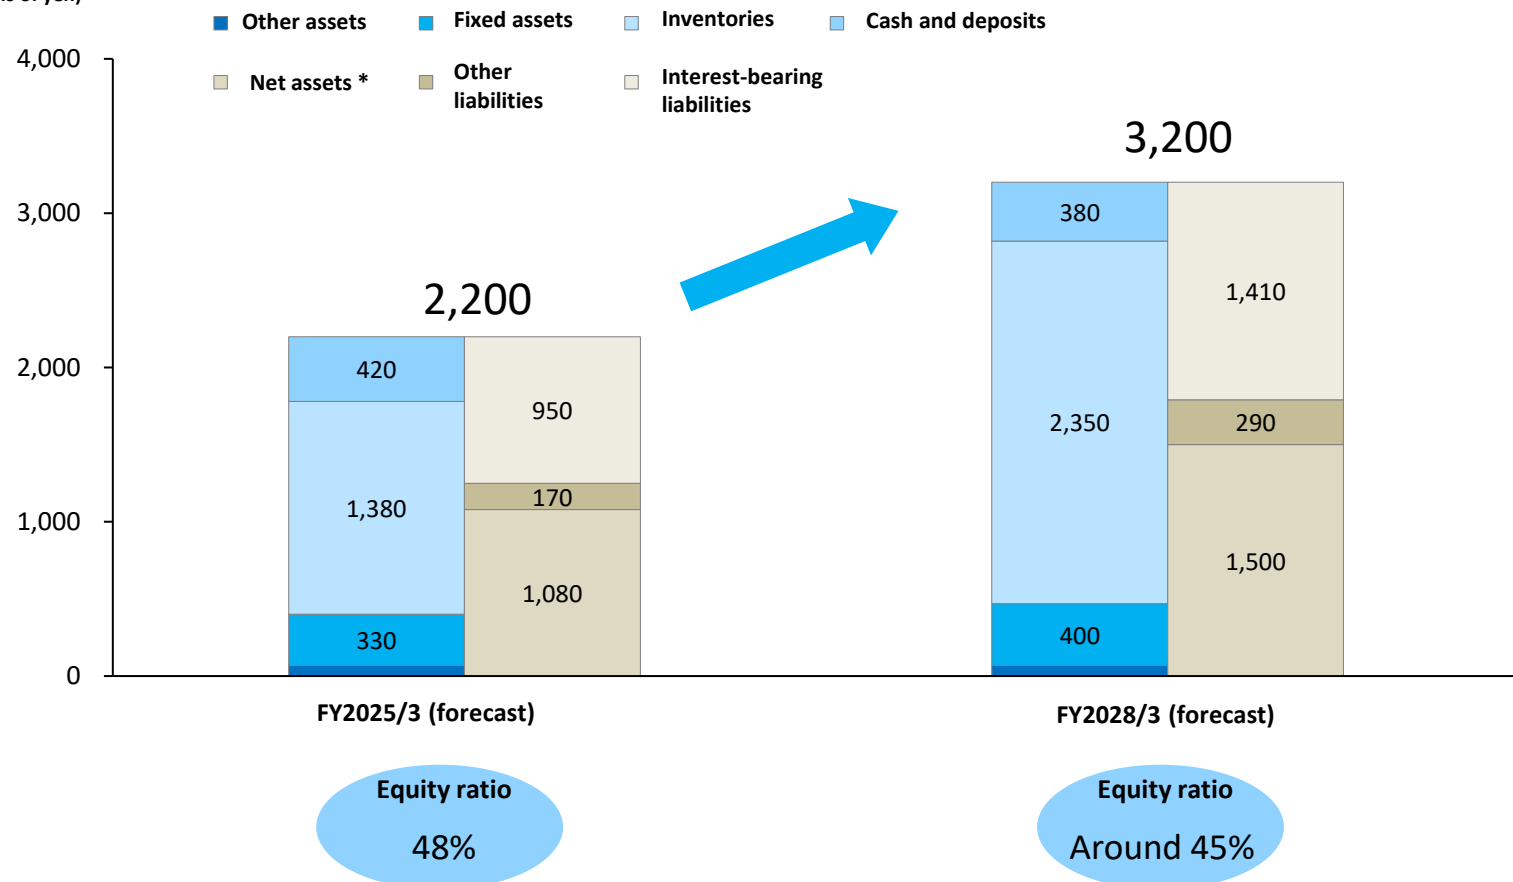 of yen)
Other assets
Fixed assets
Inventories
Cash and deposits
Net assets *
Other
liabilities
Interest-bearing
liabilities
4,000
3,000
2,000
1,000
0
2,200
420
1,380
330
950
170
1,080
3,200
380
2,350
400
1,410
290
1,500
FY2025/3 (forecast)
FY2028/3 (forecast)
Equity ratio
48%
Equity ratio
Around 45%